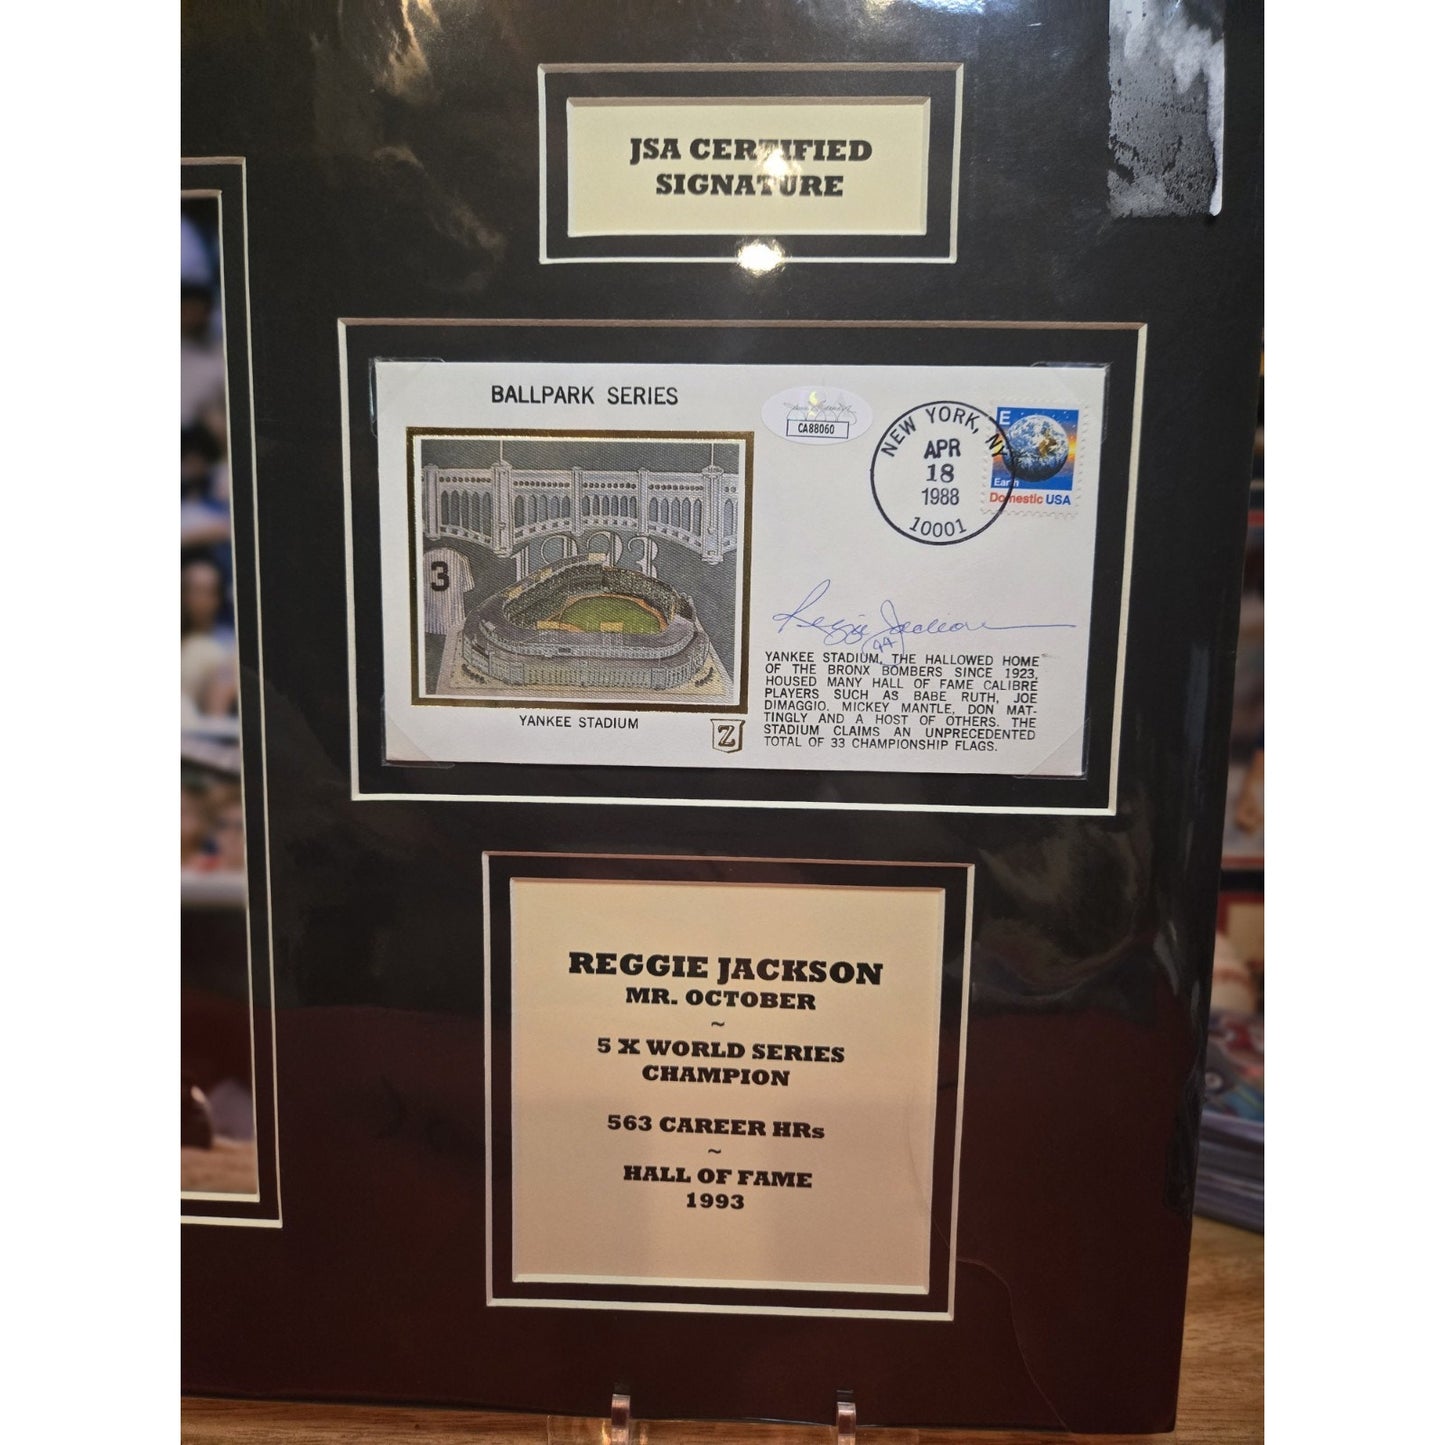 JSA CERTIFIED
SIGNATURE
BALLPARK SERIES
CA88060
NEW YORK, NY
APR
18
1988
10001
E
Earth
Domestic USA
1923
3
Reggie Jackson
44
YANKEE STADIUM, THE HALLOWED HOME
OF THE BRONX BOMBERS SINCE 1923,
HOUSED MANY HALL OF FAME CALIBRE
PLAYERS SUCH AS BABE RUTH, JOE
DIMAGGIO, MICKEY MANTLE, DON MAT-
TINGLY AND A HOST OF OTHERS. THE
STADIUM CLAIMS AN UNPRECEDENTED
TOTAL OF 33 CHAMPIONSHIP FLAGS.
YANKEE STADIUM
Z
REGGIE JACKSON
MR. OCTOBER
~
5 X WORLD SERIES
CHAMPION
563 CAREER HRs
~
HALL OF FAME
1993